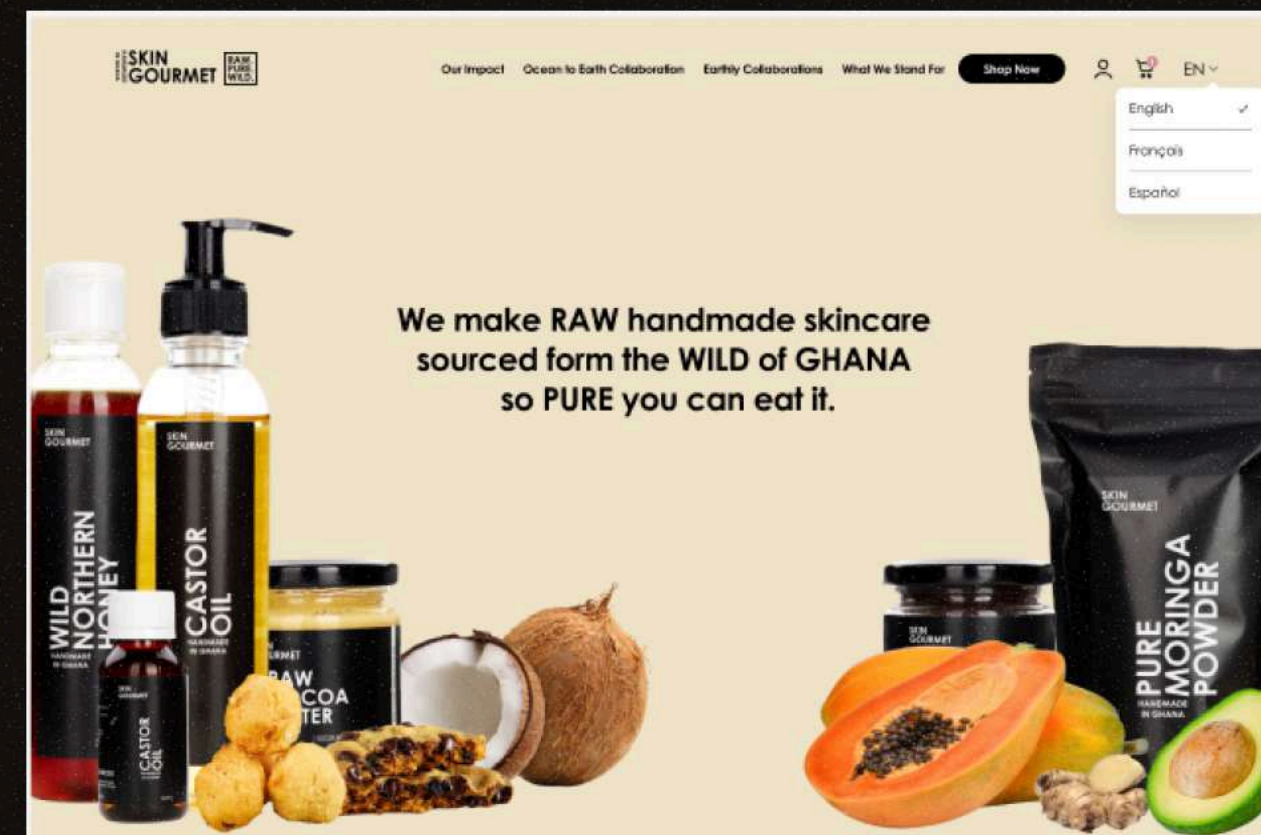 SKIN
GOURMET
RAW.
PURE.
WILD.
Our Impact
Ocean to Earth Collaboration
Earthly Collaborations
What We Stand For
Shop Now
EN
English
Français
Español
We make RAW handmade skincare
sourced form the WILD of GHANA
so PURE you can eat it.
SKIN
GOURMET
WILD
NORTHERN
HONEY
HANDMADE
IN GHANA
SKIN
GOURMET
CASTOR
OIL
HANDMADE
IN GHANA
SKIN
GOURMET
CASTOR
OIL
SKIN
GOURMET
PURE
MORINGA
POWDER
HANDMADE
IN GHANA
SKIN
GOURMET